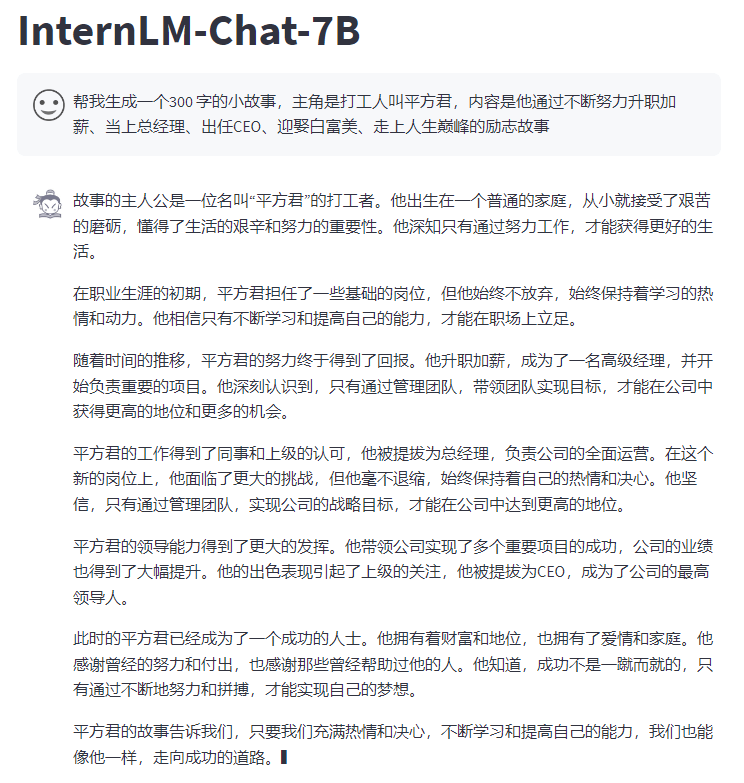 InternLM-Chat-7B
帮我生成一个300 字的小故事，主角是打工人叫平方君，内容是他通过不断努力升职加
薪、当上总经理、出任CEO、迎娶白富美、走上人生巅峰的励志故事
故事的主人公是一位名叫“平方君”的打工者。他出生在一个普通的家庭，从小就接受了艰苦
的磨砺，懂得了生活的艰辛和努力的重要性。他深知只有通过努力工作，才能获得更好的生
活。
在职业生涯的初期，平方君担任了一些基础的岗位，但他始终不放弃，始终保持着学习的热
情和动力。他相信只有不断学习和提高自己的能力，才能在职场上立足。
随着时间的推移，平方君的努力终于得到了回报。他升职加薪，成为了一名高级经理，并开
始负责重要的项目。他深刻认识到，只有通过管理团队，带领团队实现目标，才能在公司中
获得更高的地位和更多的机会。
平方君的工作得到了同事和上级的认可，他被提拔为总经理，负责公司的全面运营。在这个
新的岗位上，他面临了更大的挑战，但他毫不退缩，始终保持着自己的热情和决心。他坚
信，只有通过管理团队，实现公司的战略目标，才能在公司中达到更高的地位。
平方君的领导能力得到了更大的发挥。他带领公司实现了多个重要项目的成功，公司的业绩
也得到了大幅提升。他的出色表现引起了上级的关注，他被提拔为CEO，成为了公司的最高
领导人。
此时的平方君已经成为了一个成功的人士。他拥有着财富和地位，也拥有了爱情和家庭。他
感谢曾经的努力和付出，也感谢那些曾经帮助过他的人。他知道，成功不是一蹴而就的，只
有通过不断地努力和拼搏，才能实现自己的梦想。
平方君的故事告诉我们，只要我们充满热情和决心，不断学习和提高自己的能力，我们也能
像他一样，走向成功的道路。